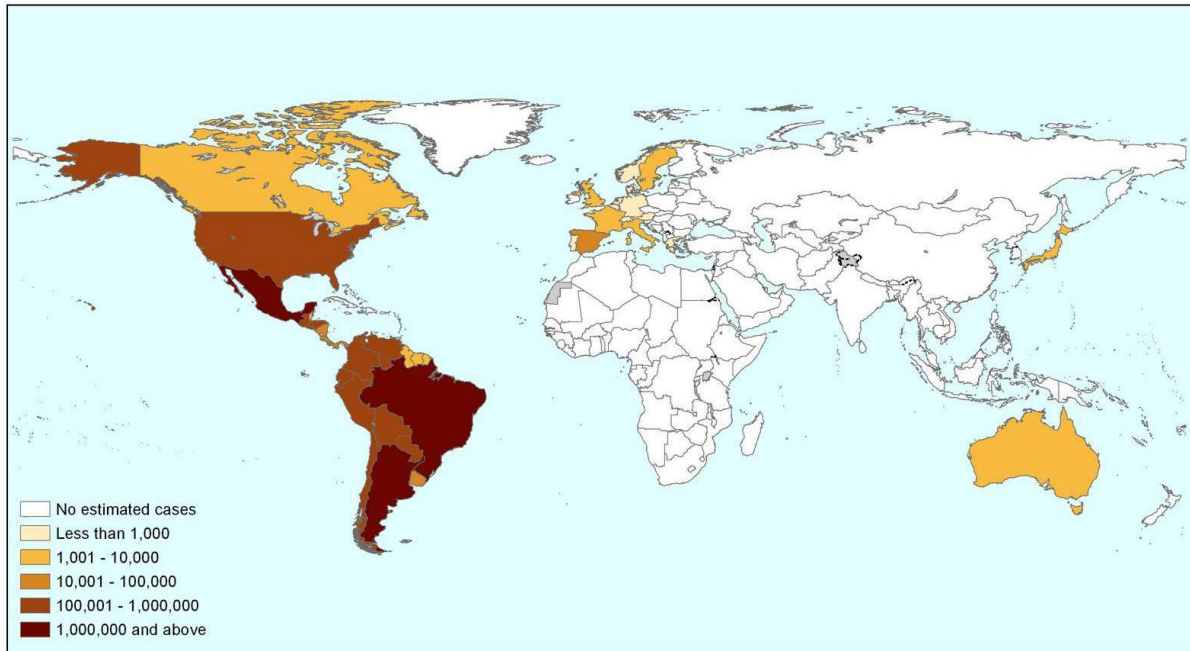 No estimated cases
Less than 1,000
1,001 - 10,000
10,001 - 100,000
100,001 - 1,000,000
1,000,000 and above